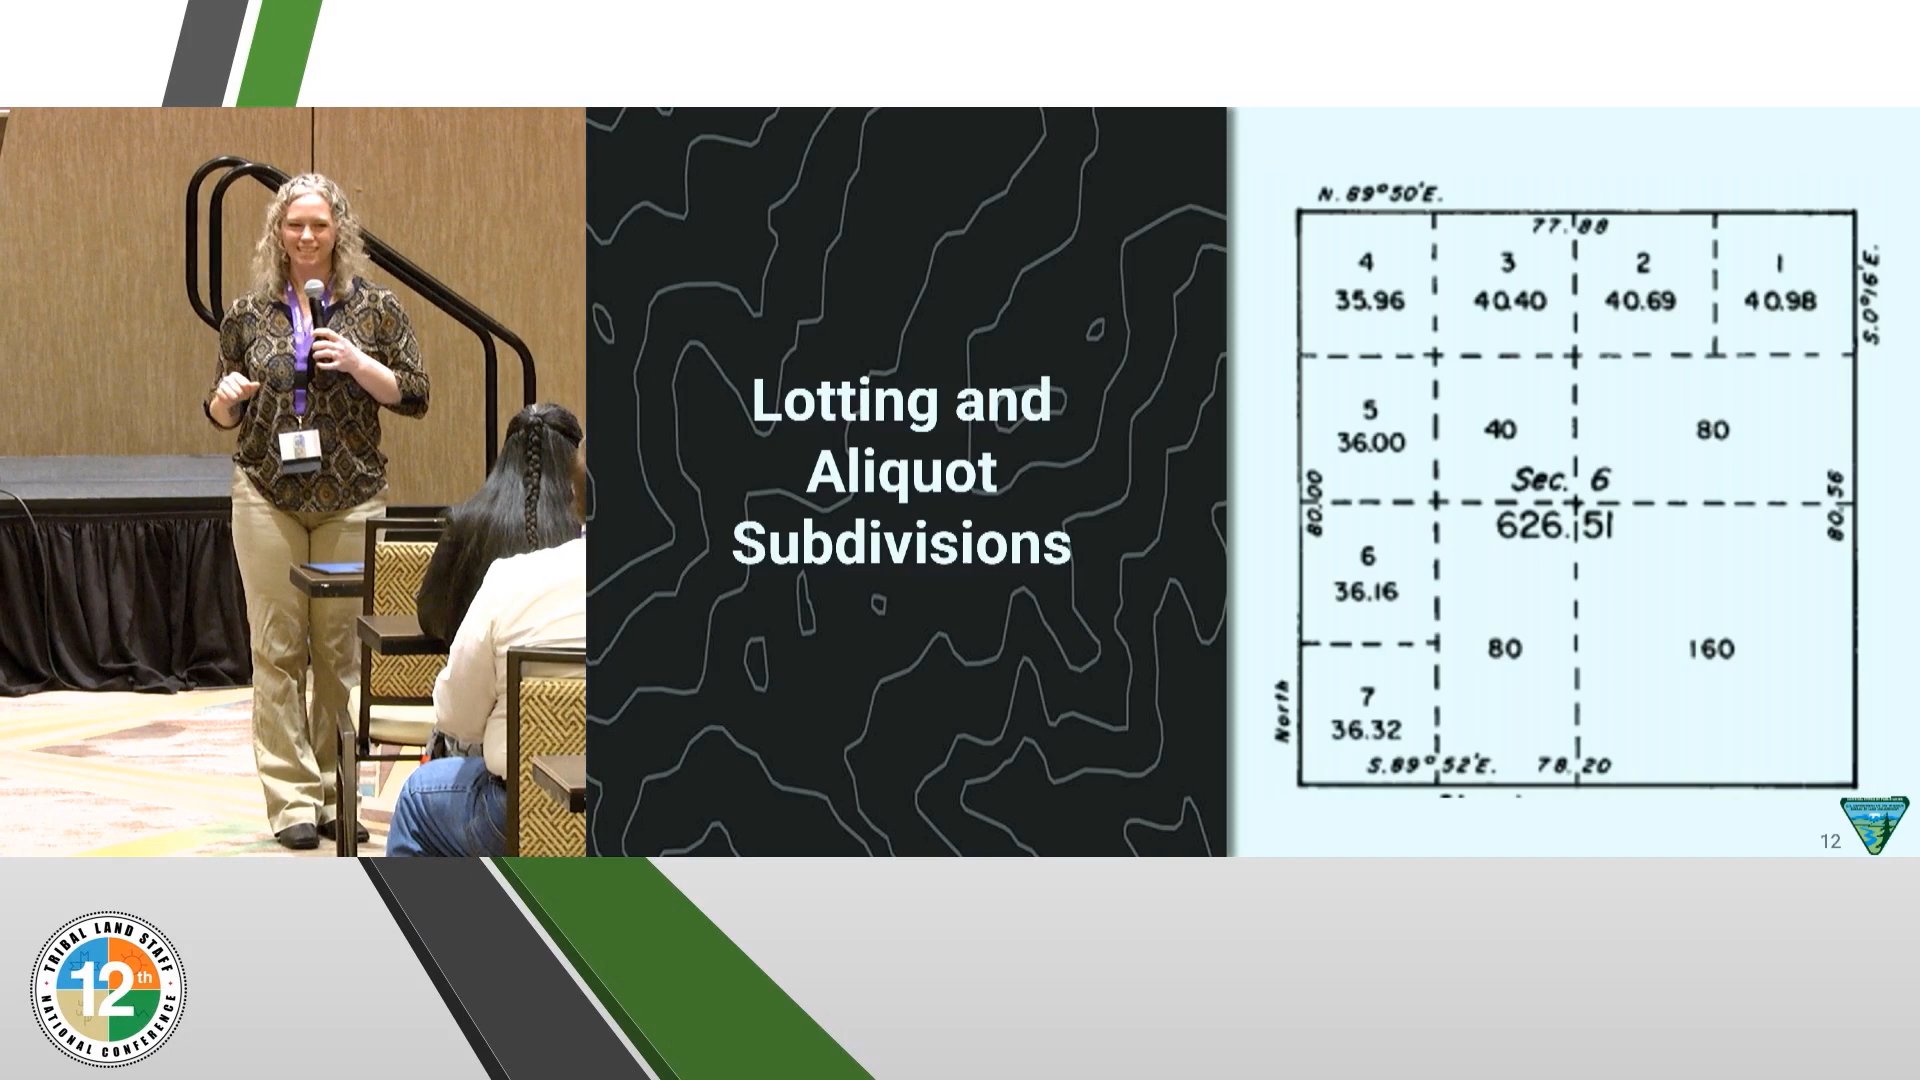 Lotting and
Aliquot
Subdivisions
N. 89°50'E.
77.88
4
3
2
1
35.96
40.40
40.69
40.98
S.0°16'E.
5
36.00
40
80
Sec. 6
626.51
80.00
80.56
6
36.16
80
160
7
36.32
North
S.89°52'E.
78.20
12
TRIBAL LAND STAFF
12th
NATIONAL CONFERENCE